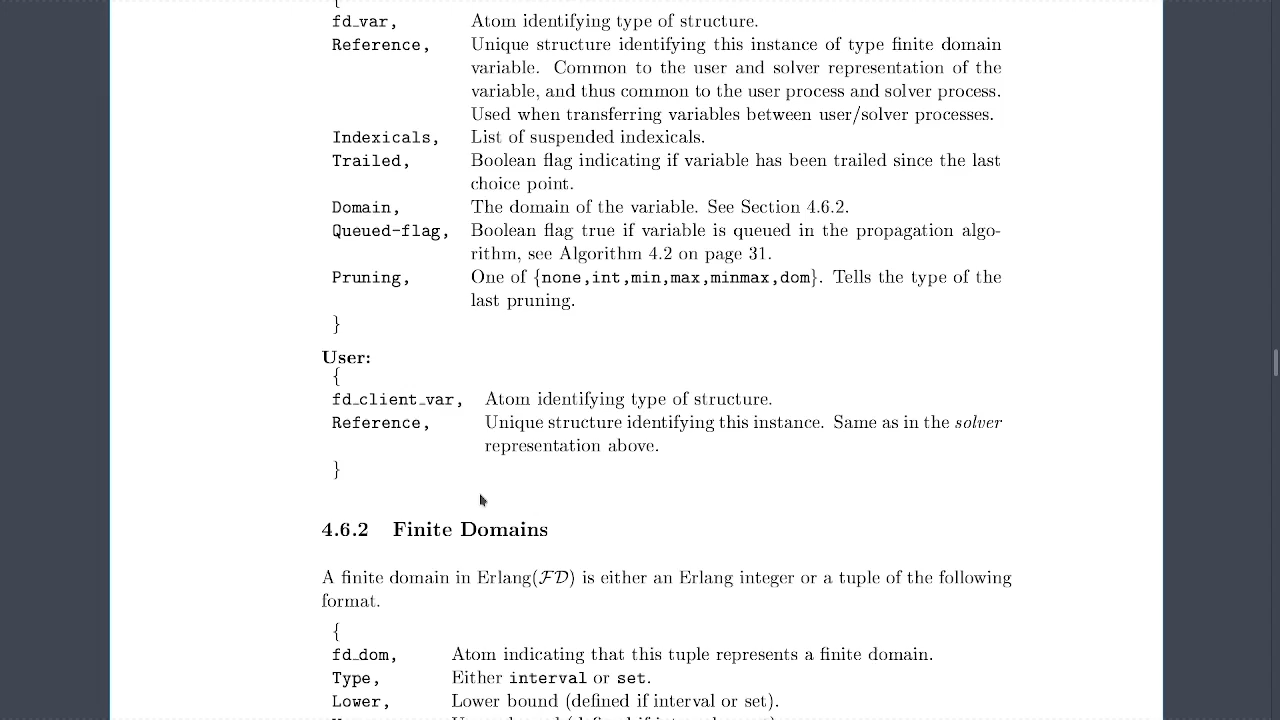 {
fd_var, Atom identifying type of structure.
Reference, Unique structure identifying this instance of type finite domain
variable. Common to the user and solver representation of the
variable, and thus common to the user process and solver process.
Used when transferring variables between user/solver processes.
Indexicals, List of suspended indexicals.
Trailed, Boolean flag indicating if variable has been trailed since the last
choice point.
Domain, The domain of the variable. See Section 4.6.2.
Queued-flag, Boolean flag true if variable is queued in the propagation algo-
rithm, see Algorithm 4.2 on page 31.
Pruning, One of {none,int,min,max,minmax,dom}. Tells the type of the
last pruning.
}
User:
{
fd_client_var, Atom identifying type of structure.
Reference, Unique structure identifying this instance. Same as in the solver
representation above.
}
4.6.2 Finite Domains
A finite domain in Erlang(FD) is either an Erlang integer or a tuple of the following
format.
{
fd_dom, Atom indicating that this tuple represents a finite domain.
Type, Either interval or set.
Lower, Lower bound (defined if interval or set).